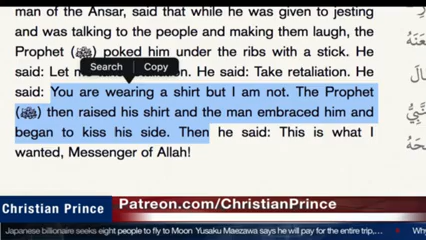 man of the Ansar, said that while he was given to jesting
and was talking to the people and making them laugh, the
Prophet (ﷺ) poked him under the ribs with a stick. He
said: Let retaliation. He said: Take retaliation. He
Search Copy
said: You are wearing a shirt but I am not. The Prophet
(ﷺ) then raised his shirt and the man embraced him and
began to kiss his side. Then he said: This is what I
wanted, Messenger of Allah!
Christian Prince
Patreon.com/ChristianPrince
Japanese billionaire seeks eight people to fly to Moon Yusaku Maezawa says he will pay for the entire trip,...